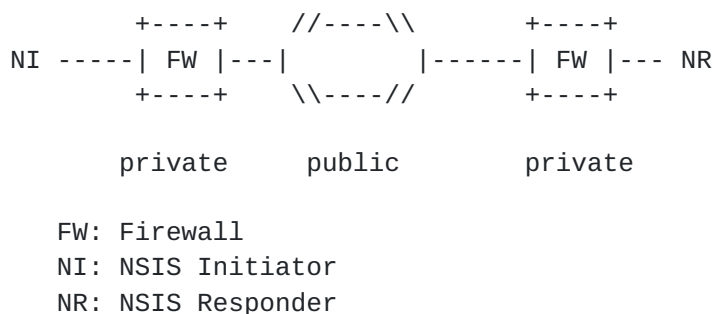 +----+    //----\\       +----+
NI -----| FW |---|        |------| FW |--- NR
        +----+    \\----//       +----+

       private     public        private

   FW: Firewall
   NI: NSIS Initiator
   NR: NSIS Responder